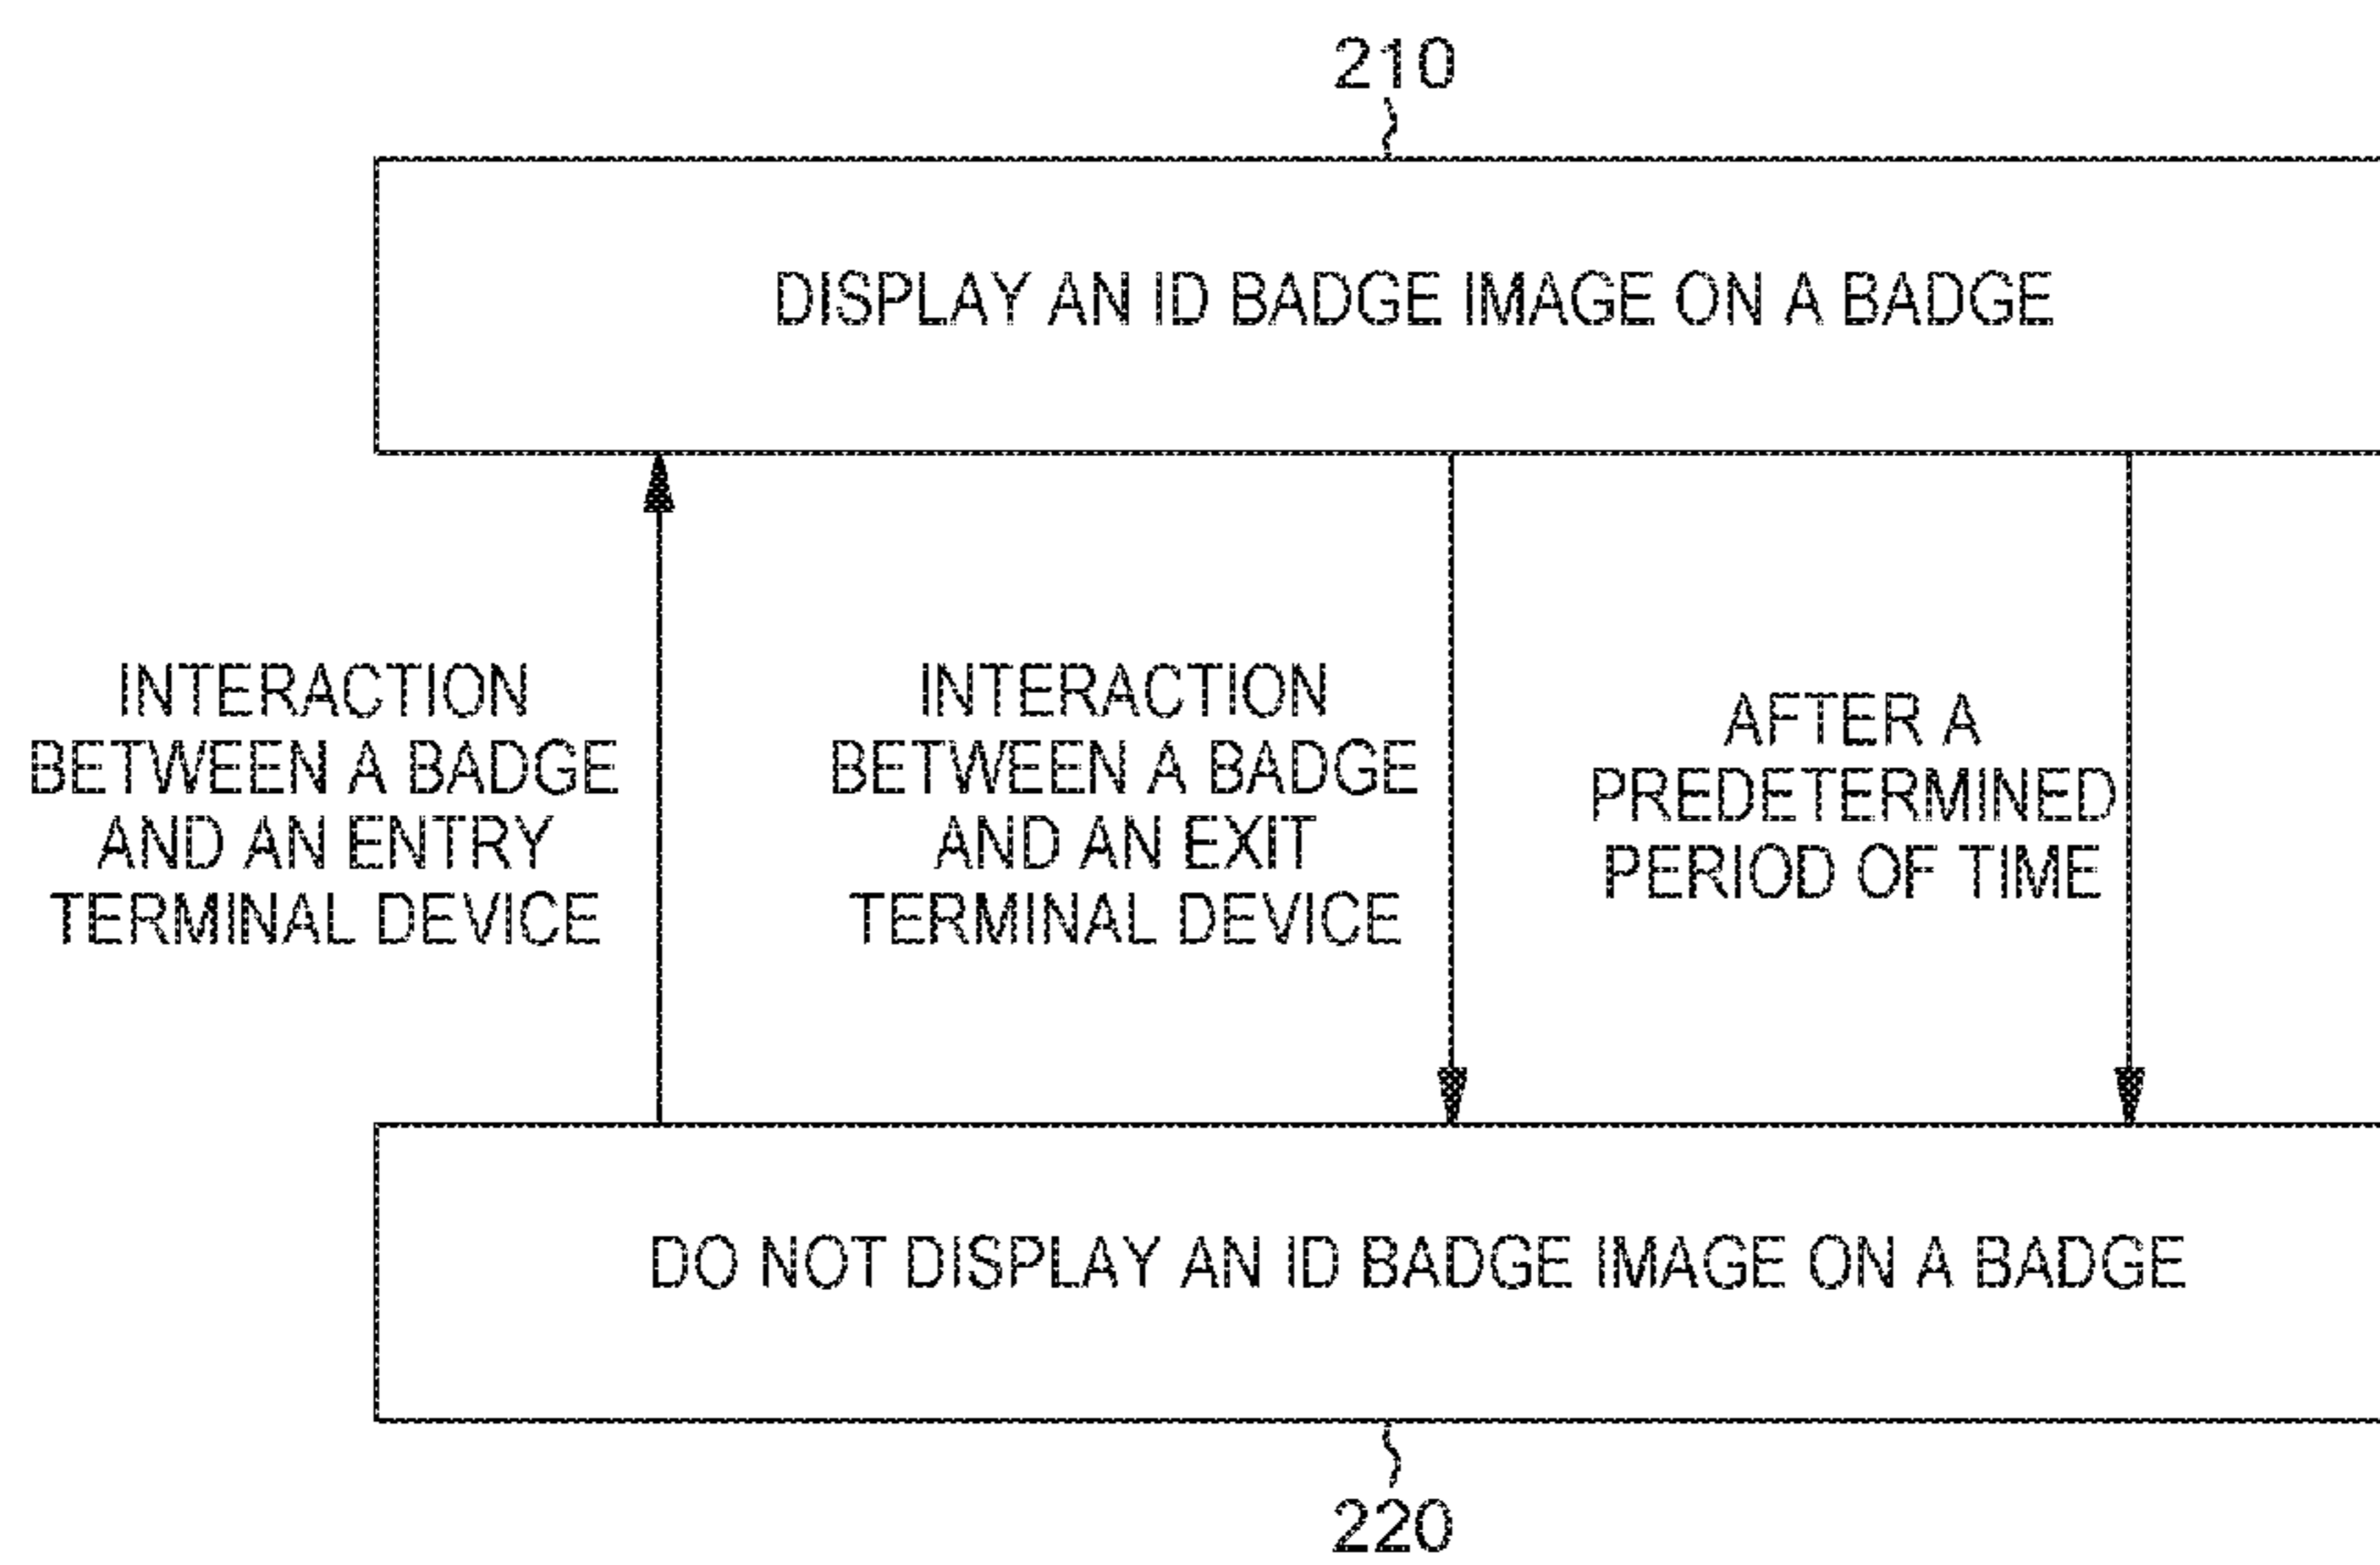 210
DISPLAY AN ID BADGE IMAGE ON A BADGE
INTERACTION
BETWEEN A BADGE
AND AN ENTRY
TERMINAL DEVICE
INTERACTION
BETWEEN A BADGE
AND AN EXIT
TERMINAL DEVICE
AFTER A
PREDETERMINED
PERIOD OF TIME
DO NOT DISPLAY AN ID BADGE IMAGE ON A BADGE
220